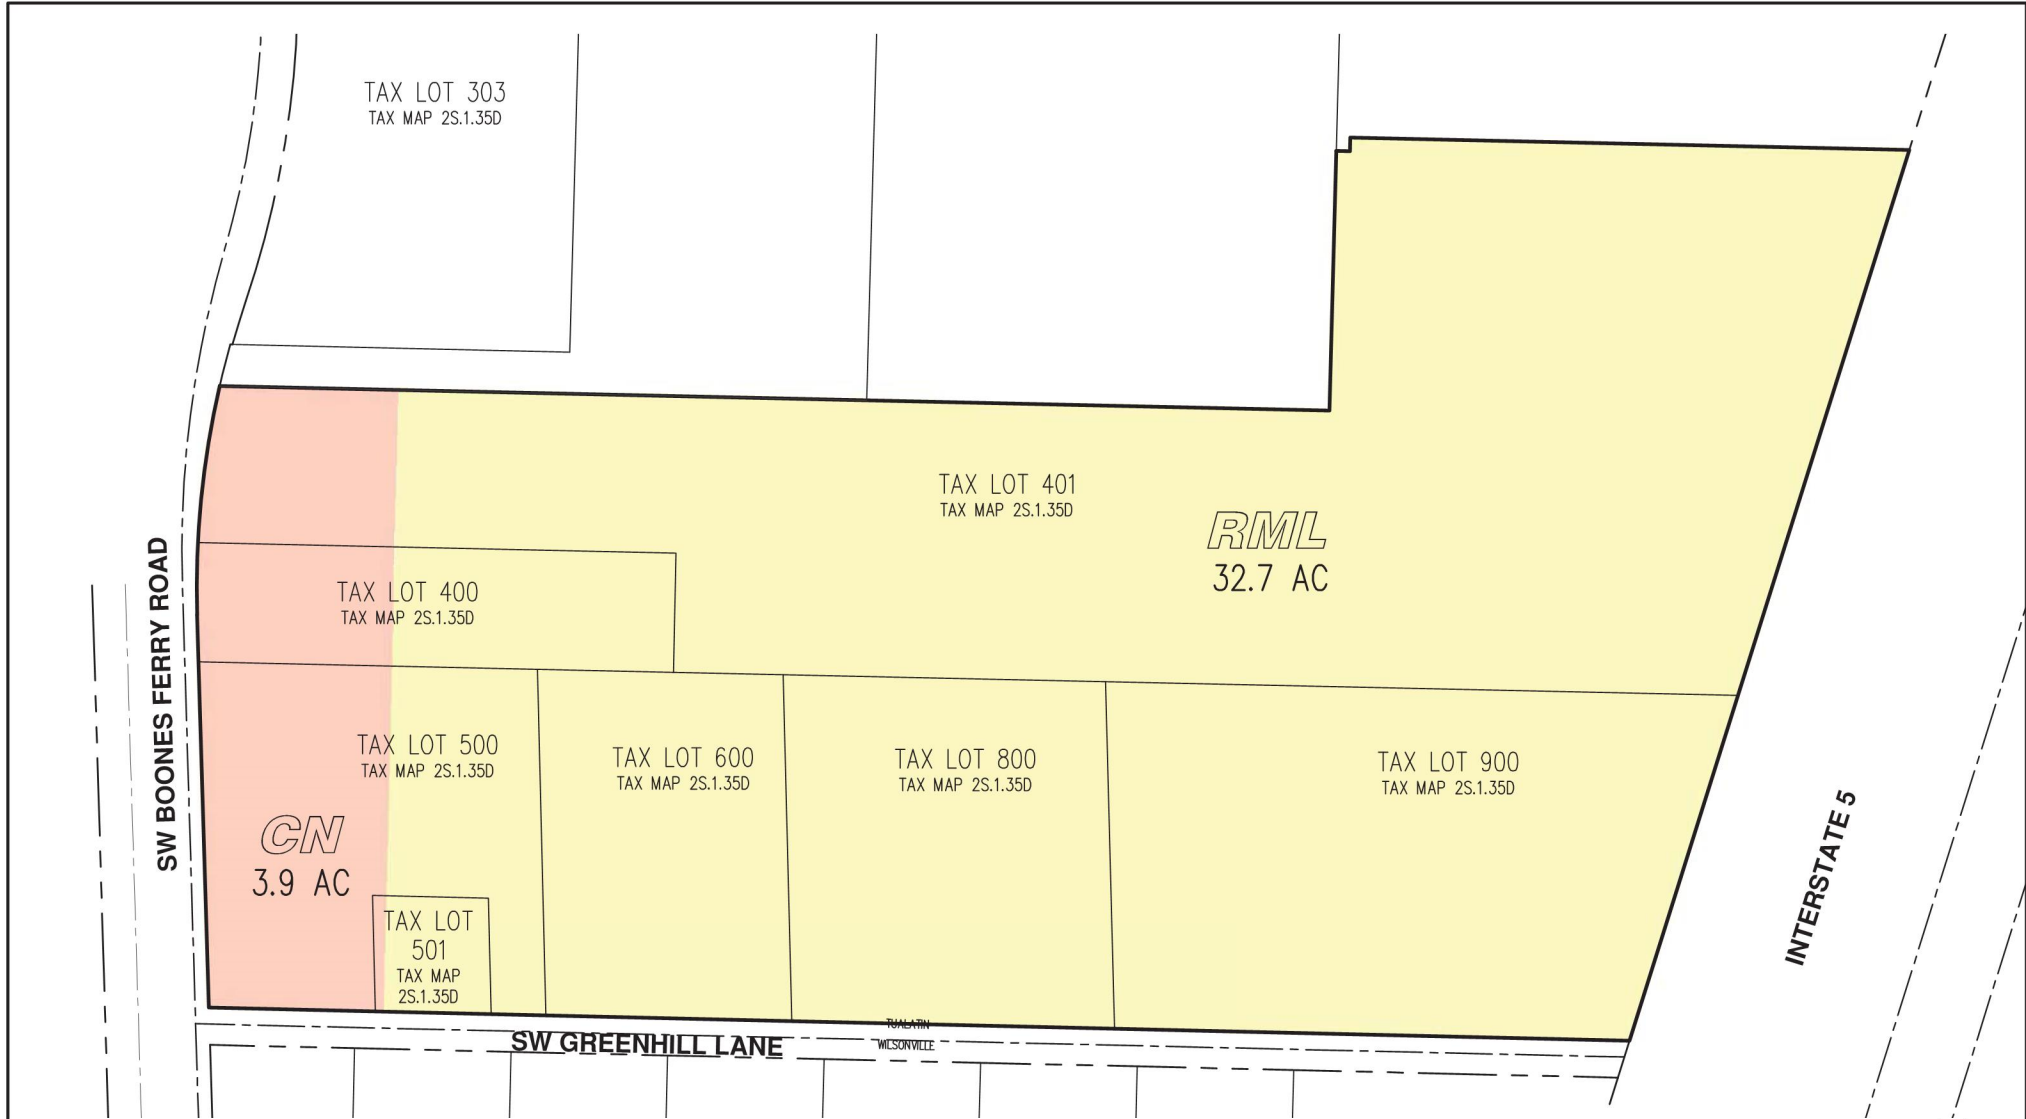 TAX LOT 303
TAX MAP 2S.1.35D
TAX LOT 401
TAX MAP 2S.1.35D
RML
32.7 AC
TAX LOT 400
TAX MAP 2S.1.35D
SW BOONES FERRY ROAD
TAX LOT 500
TAX MAP 2S.1.35D
TAX LOT 600
TAX MAP 2S.1.35D
TAX LOT 800
TAX MAP 2S.1.35D
TAX LOT 900
TAX MAP 2S.1.35D
CN
3.9 AC
TAX LOT
501
TAX MAP
2S.1.35D
INTERSTATE 5
SW GREENHILL LANE
TUALATIN
WILSONVILLE